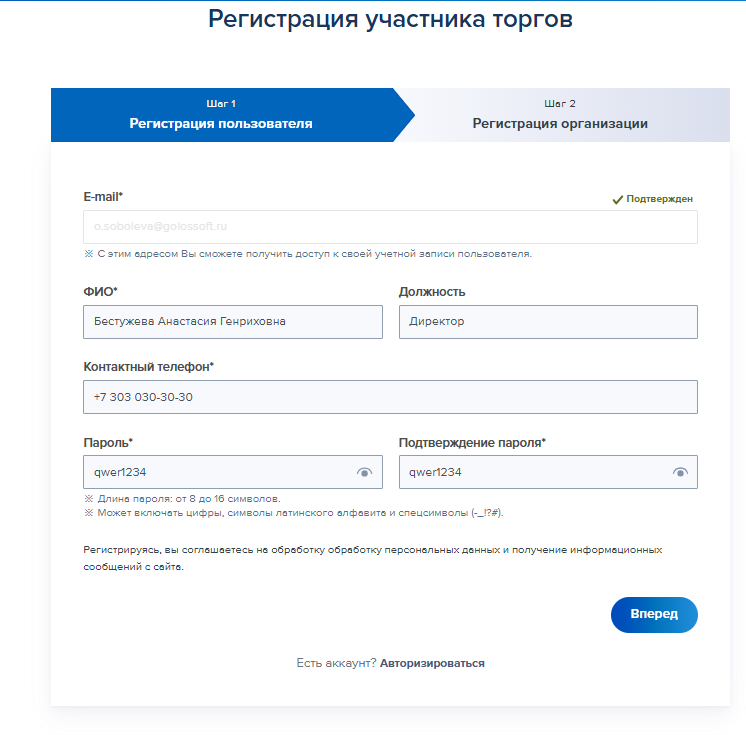 Регистрация участника торгов
Шаг 1
Регистрация пользователя
Шаг 2
Регистрация организации
E-mail*
Подтвержден
o.soboleva@golossoft.ru
※ С этим адресом Вы сможете получить доступ к своей учетной записи пользователя.
ФИО*
Должность
Бестужева Анастасия Генриховна
Директор
Контактный телефон*
+7 303 030-30-30
Пароль*
Подтверждение пароля*
qwer1234
qwer1234
※ Длина пароля: от 8 до 16 символов.
※ Может включать цифры, символы латинского алфавита и спецсимволы (-_!?#).
Регистрируясь, вы соглашаетесь на обработку обработку персональных данных и получение информационных
сообщений с сайта.
Вперед
Есть аккаунт? Авторизироваться